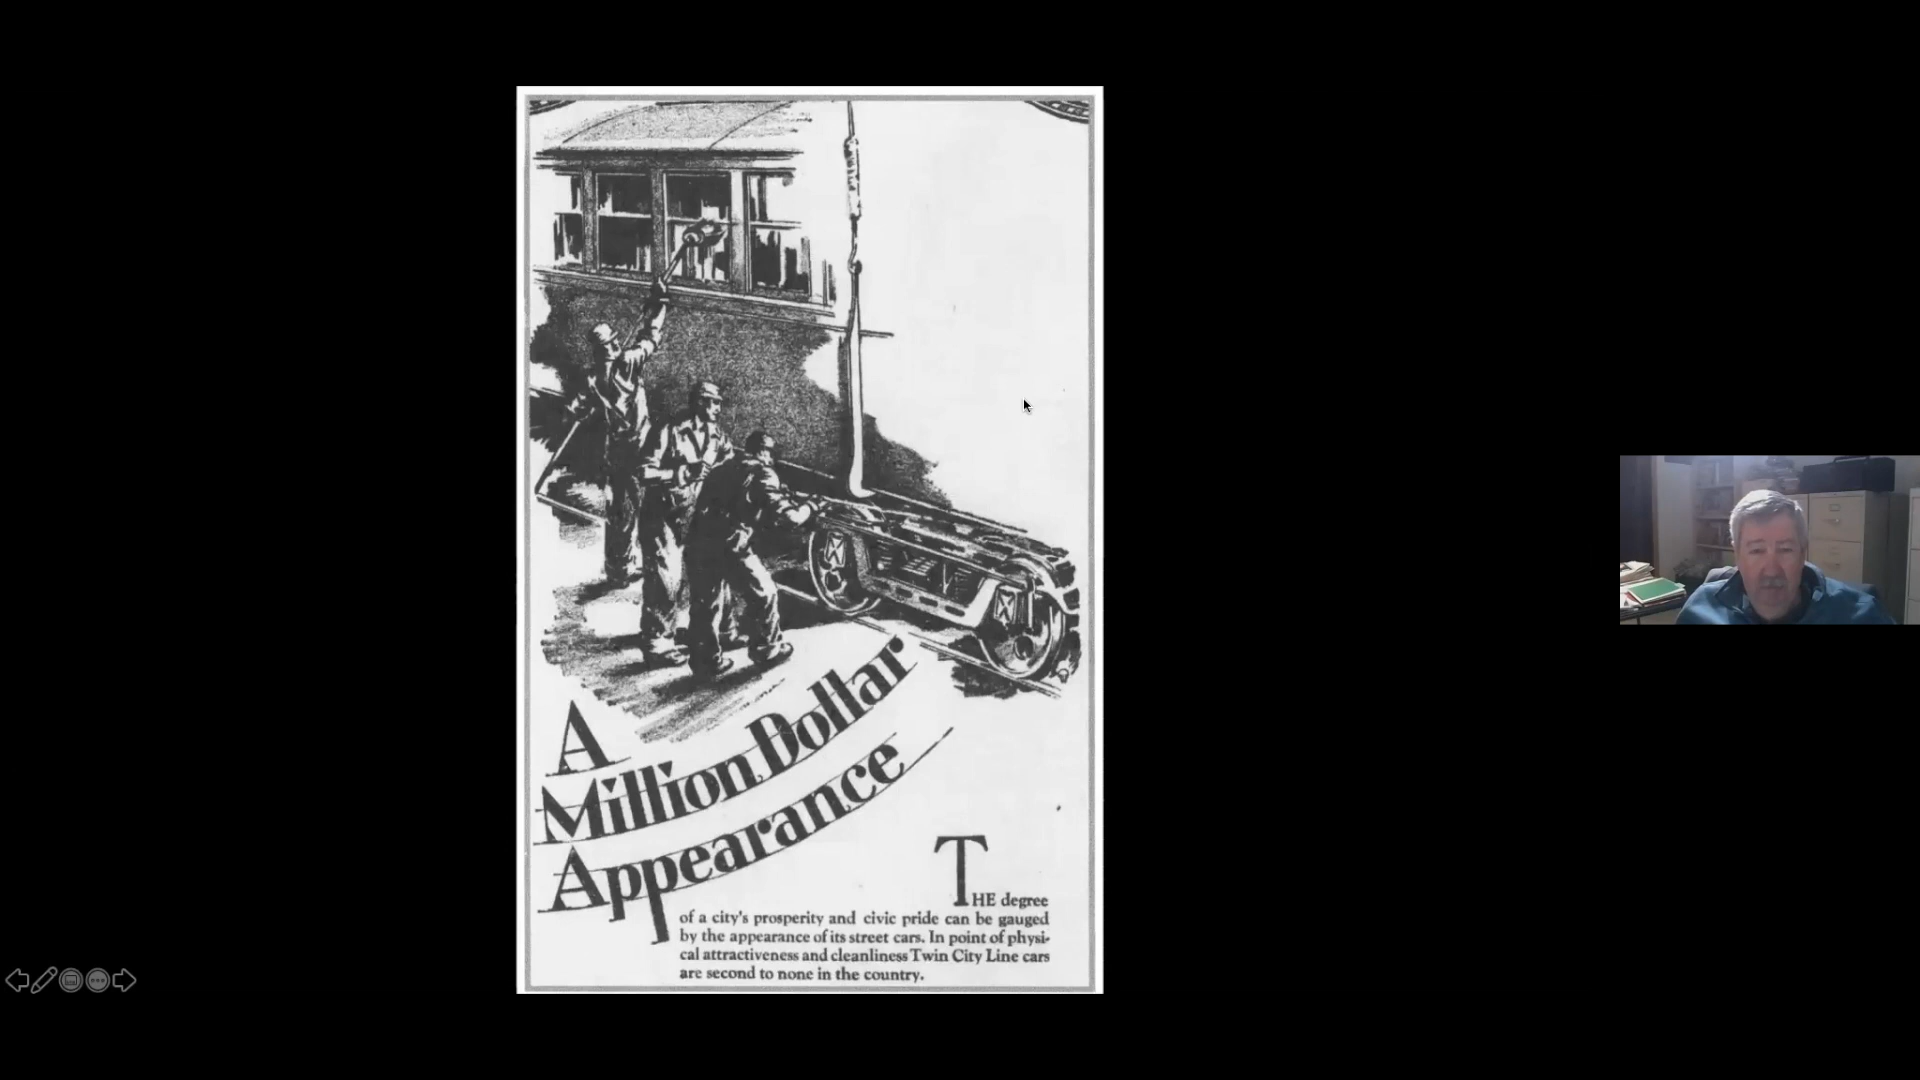 A
Million Dollar
Appearance
THE degree
of a city's prosperity and civic pride can be gauged
by the appearance of its street cars. In point of physi-
cal attractiveness and cleanliness Twin City Line cars
are second to none in the country.